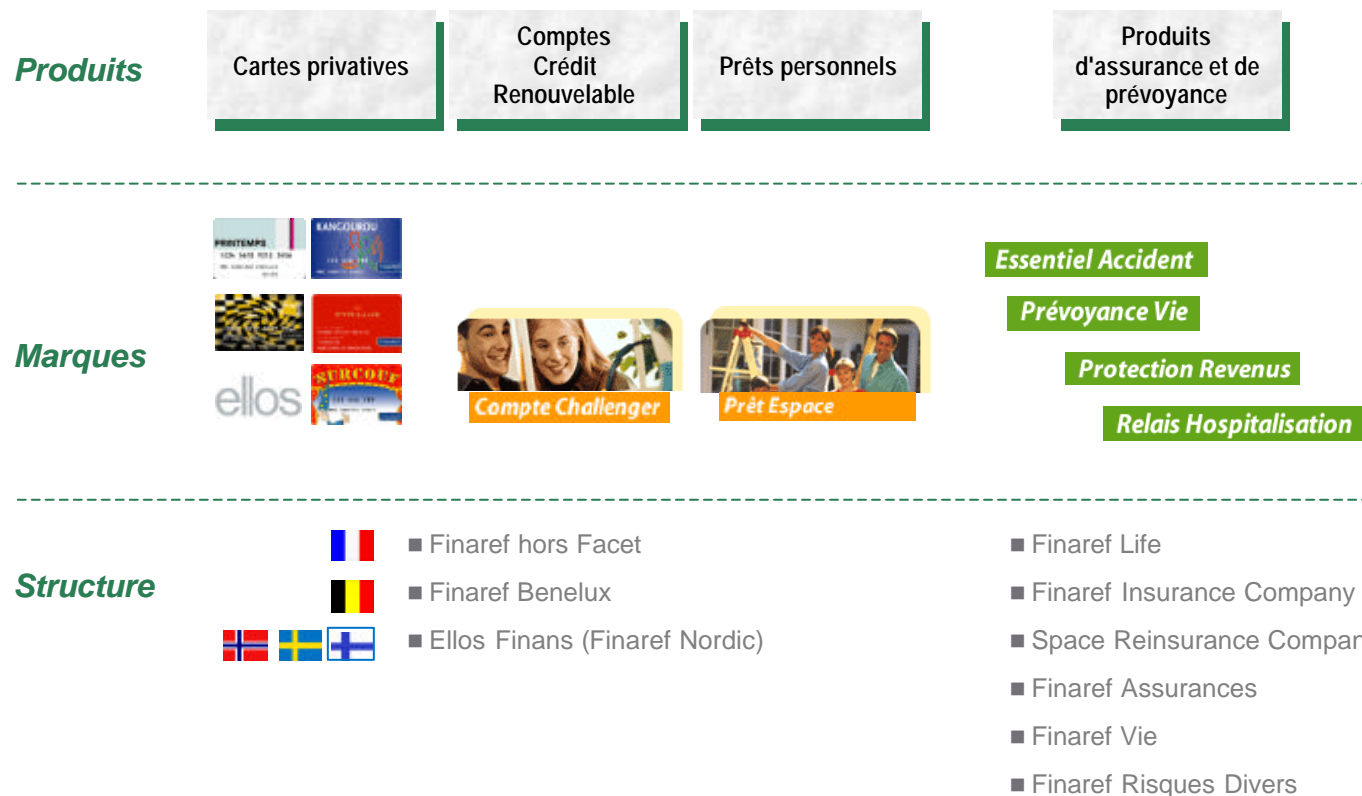 Produits
Cartes privatives
Comptes
Crédit
Renouvelable
Prêts personnels
Produits
d'assurance et de
prévoyance
Marques
PRINTEMPS
KANGOUROU
ellos
SURCOUF
Compte Challenger
Prêt Espace
Essentiel Accident
Prévoyance Vie
Protection Revenus
Relais Hospitalisation
Structure
Finaref hors Facet
Finaref Benelux
Ellos Finans (Finaref Nordic)
Finaref Life
Finaref Insurance Company
Space Reinsurance Compan
Finaref Assurances
Finaref Vie
Finaref Risques Divers